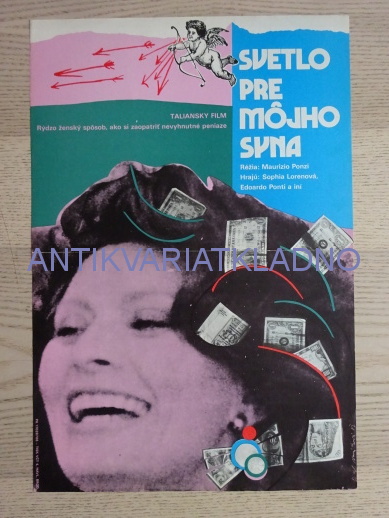 SVETLO
PRE
MÔJHO
SYNA
TALIANSKY FILM
Rýdzo ženský spôsob, ako si zaopatriť nevyhnutné peniaze
Réžia: Maurizio Ponzi
Hrajú: Sophia Lorenová,
Edoardo Ponti a iní
ANTIKVARIATKLADNO